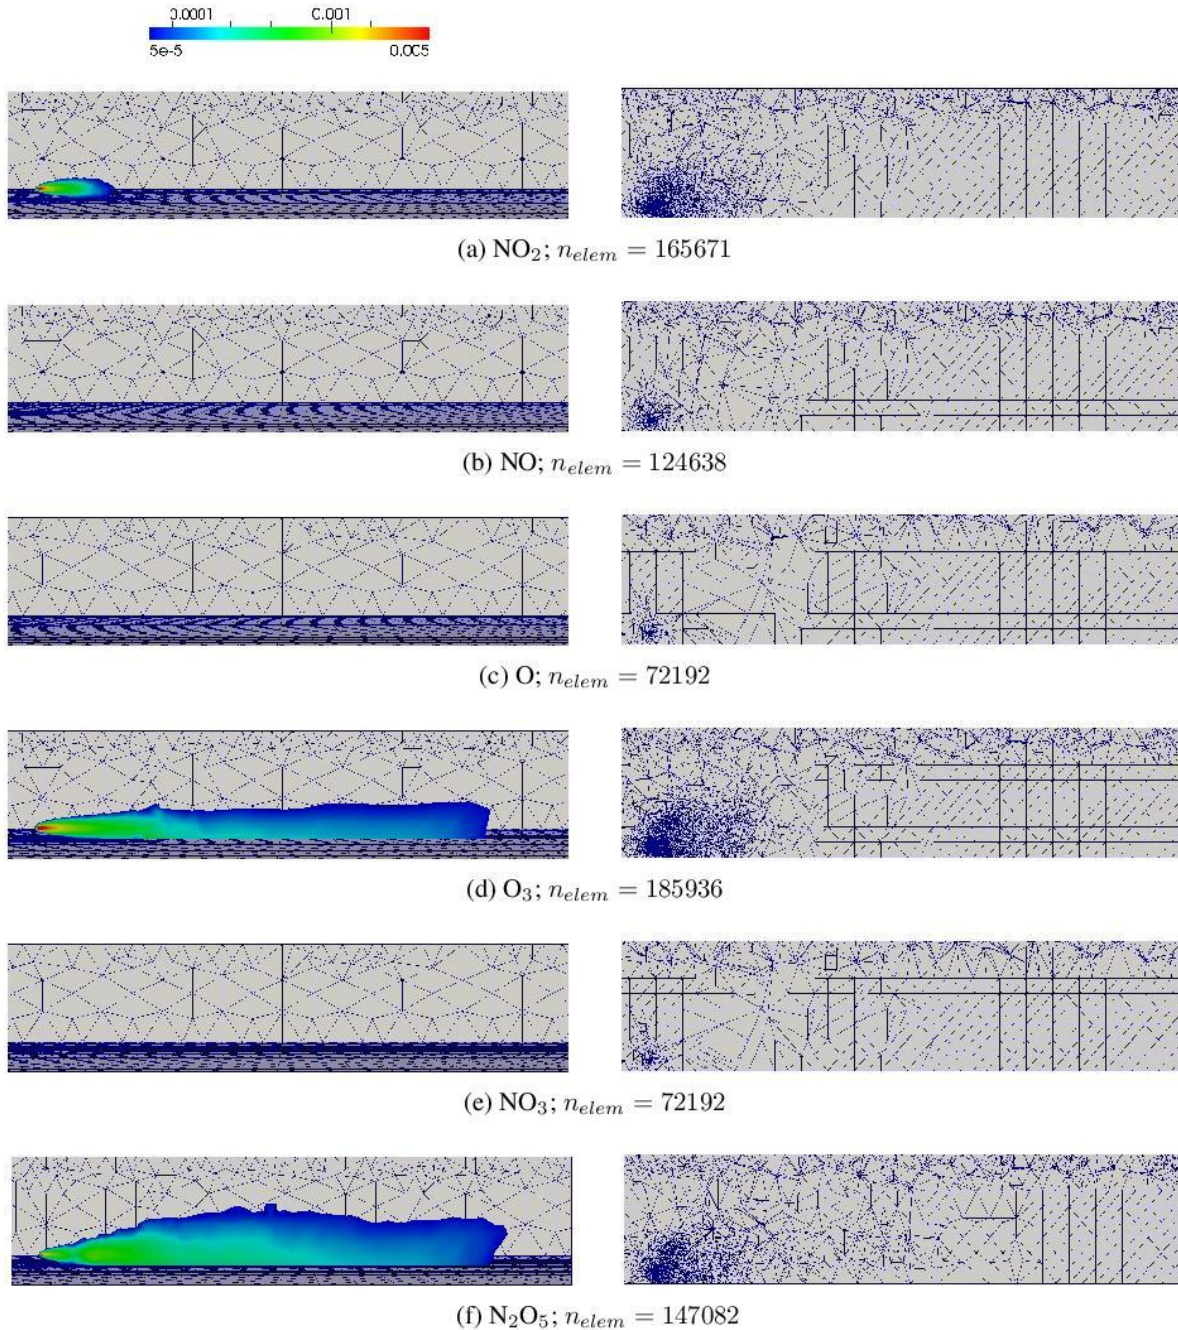 0.0001 0.001
5e-5 0.005
(a) NO₂; nₑₗₑₘ = 165671
(b) NO; nₑₗₑₘ = 124638
(c) O; nₑₗₑₘ = 72192
(d) O₃; nₑₗₑₘ = 185936
(e) NO₃; nₑₗₑₘ = 72192
(f) N₂O₅; nₑₗₑₘ = 147082